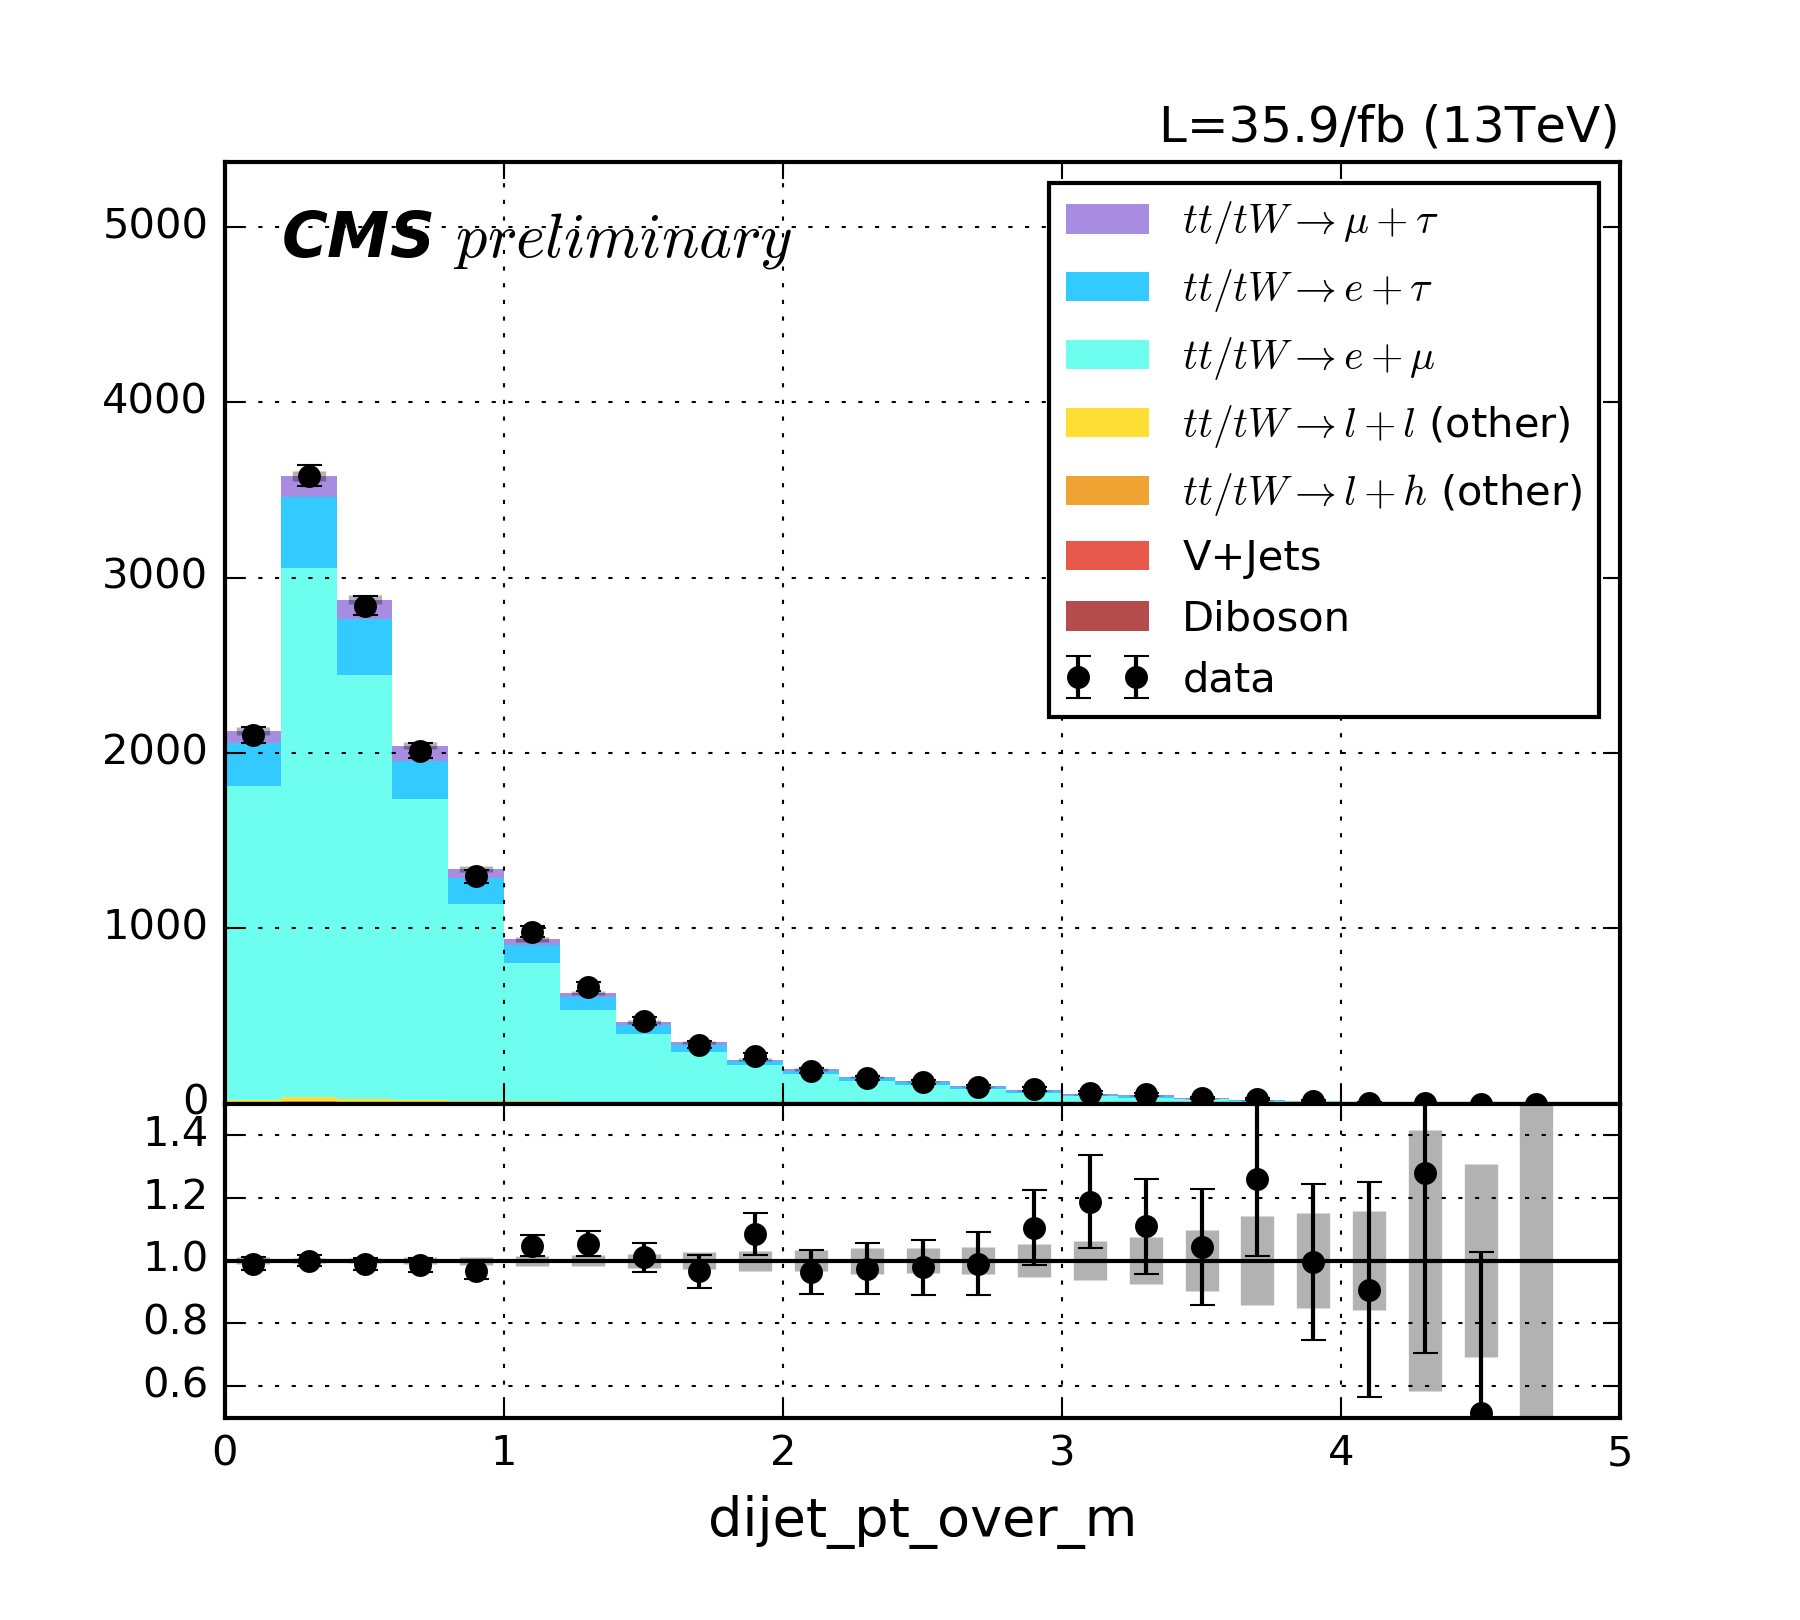 L=35.9/fb (13TeV)
CMS preliminary
5000
4000
3000
2000
1000
0
tt/tW → μ + τ
tt/tW → e + τ
tt/tW → e + μ
tt/tW → l + l (other)
tt/tW → l + h (other)
V+Jets
Diboson
data
1.4
1.2
1.0
0.8
0.6
0 1 2 3 4 5
dijet_pt_over_m